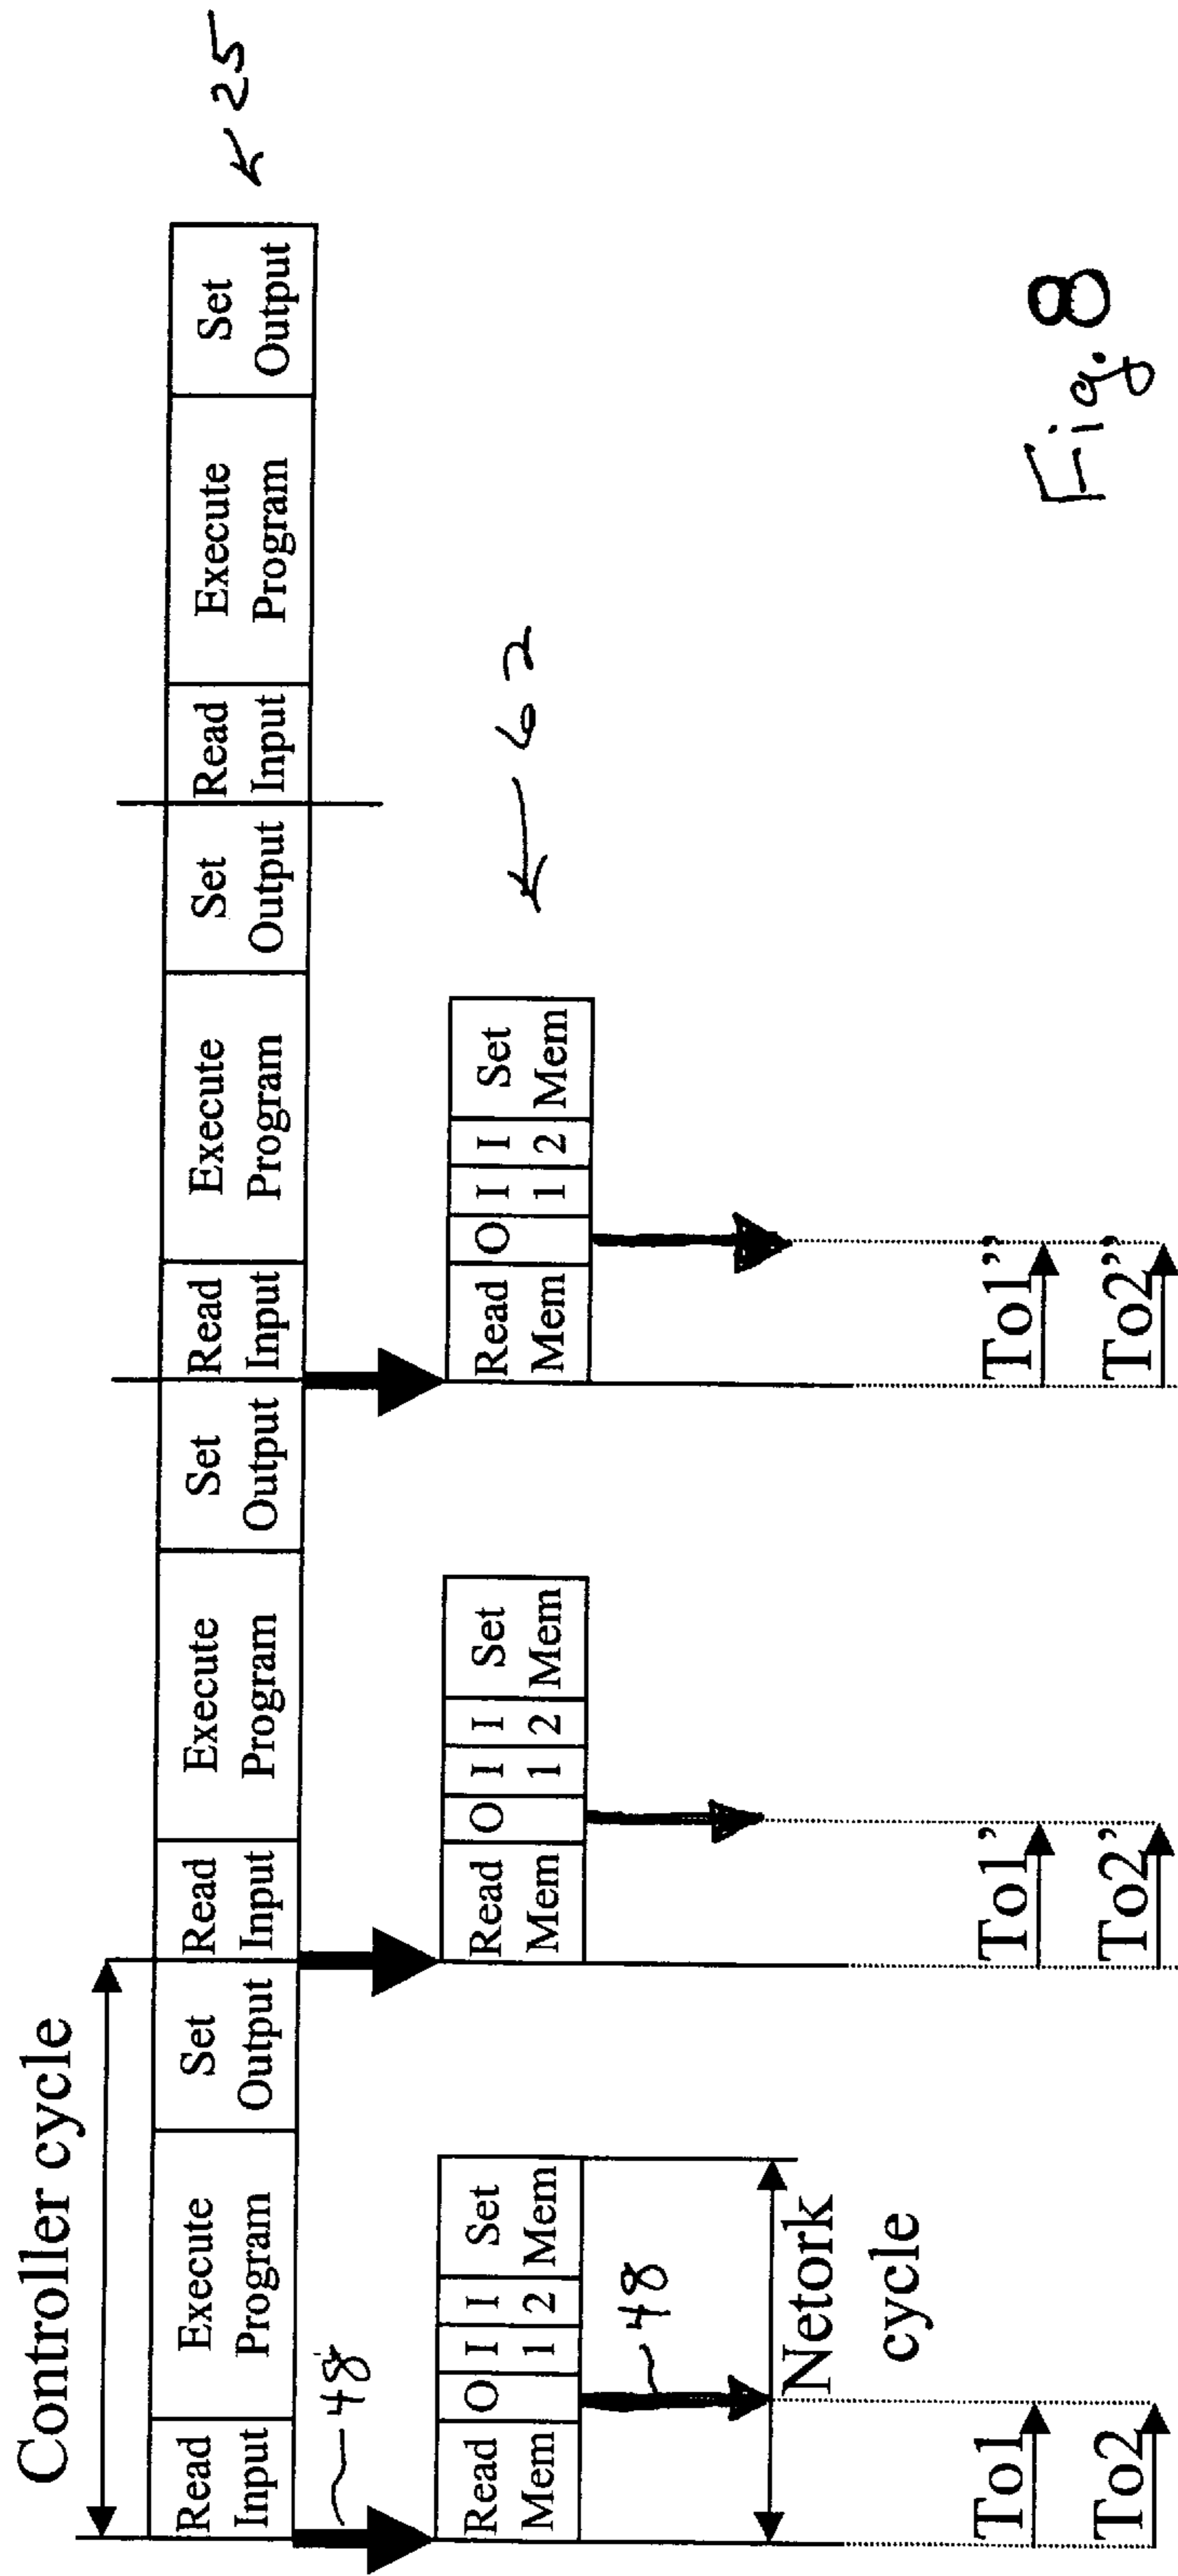 Controller cycle
Read Input
Execute Program
Set Output
Read Input
Execute Program
Set Output
Read Input
Execute Program
Set Output
Read Input
Execute Program
Set Output
25
48
Read Mem
O
I 1
I 2
Set Mem
Read Mem
O
I 1
I 2
Set Mem
Read Mem
O
I 1
I 2
Set Mem
62
48
Netork
cycle
To1
To1’
To1”
To2
To2’
To2”
Fig. 8